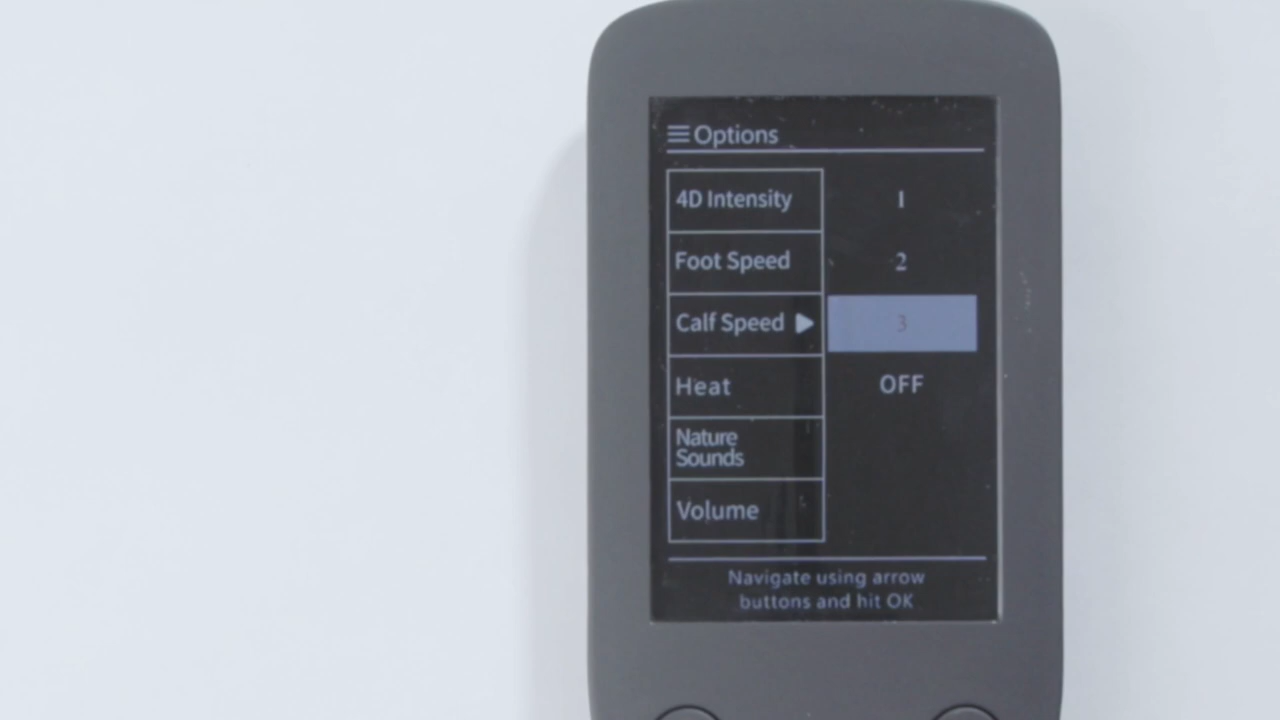 Options
4D Intensity 1
Foot Speed 2
Calf Speed 3
Heat OFF
Nature
Sounds
Volume
Navigate using arrow
buttons and hit OK